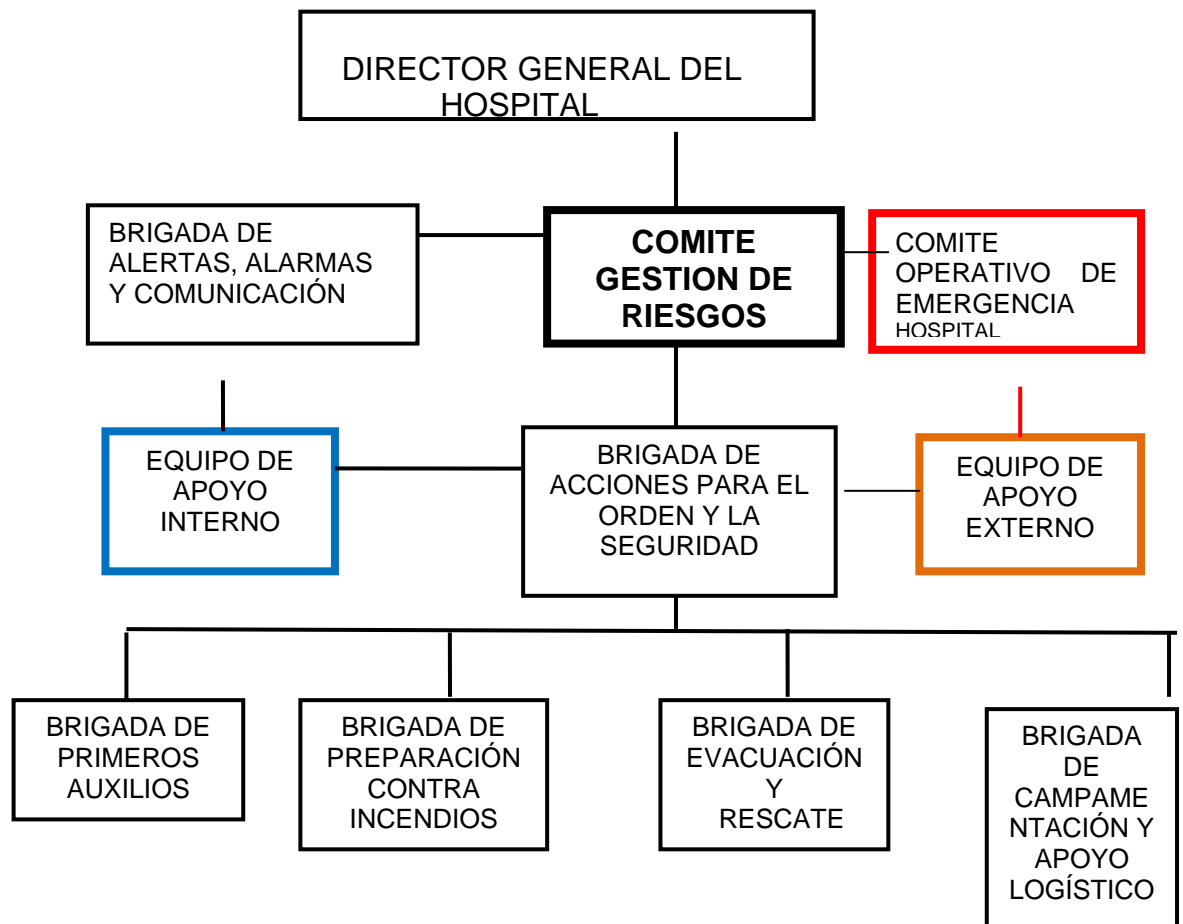 DIRECTOR GENERAL DEL
HOSPITAL
BRIGADA DE
ALERTAS, ALARMAS
Y COMUNICACIÓN
COMITE
GESTION DE
RIESGOS
COMITE
OPERATIVO DE
EMERGENCIA
HOSPITAL
EQUIPO DE
APOYO
INTERNO
BRIGADA DE
ACCIONES PARA EL
ORDEN Y LA
SEGURIDAD
EQUIPO DE
APOYO
EXTERNO
BRIGADA DE
PRIMEROS
AUXILIOS
BRIGADA DE
PREPARACIÓN
CONTRA
INCENDIOS
BRIGADA DE
EVACUACIÓN
Y
RESCATE
BRIGADA
DE
CAMPAME
NTACIÓN Y
APOYO
LOGÍSTICO